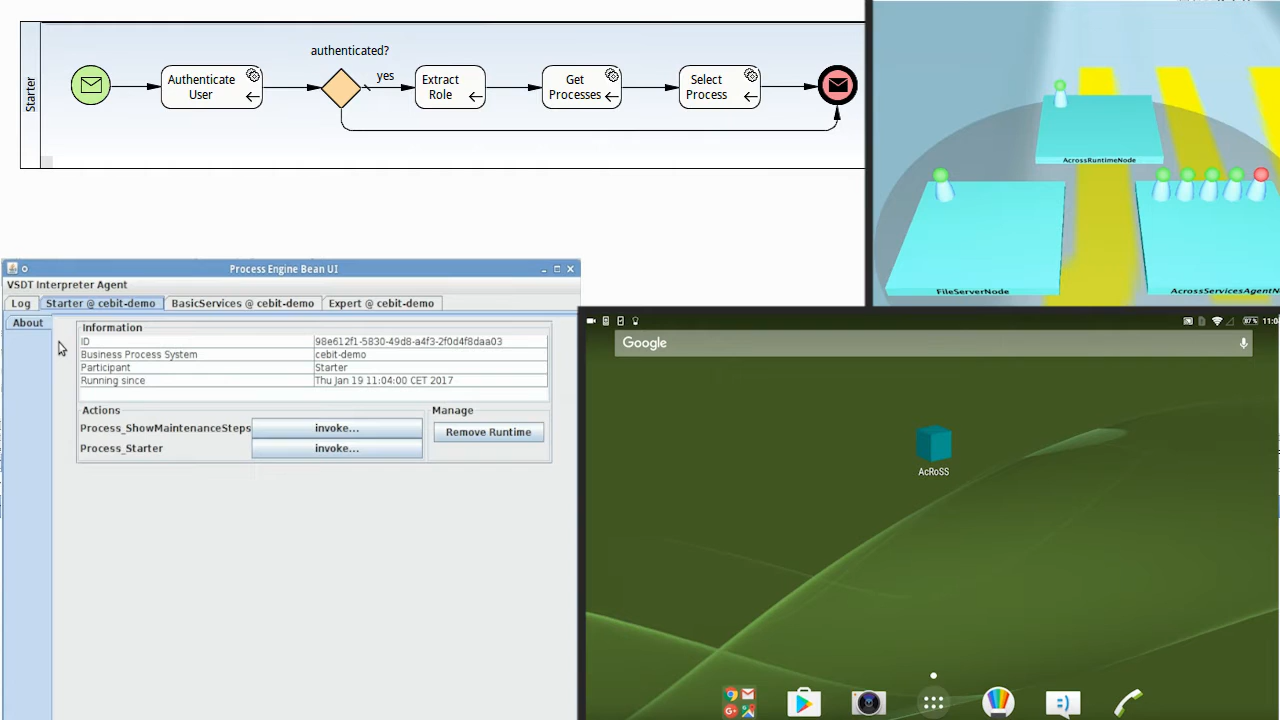 Starter
authenticated?
Authenticate
User
yes
Extract
Role
Get
Processes
Select
Process
AcrossRuntimeNode
FileServerNode
AcrossServicesAgentN
Process Engine Bean UI
VSDT Interpreter Agent
Log
Starter @ cebit-demo
BasicServices @ cebit-demo
Expert @ cebit-demo
About
Information
ID 98e612f1-5830-49d8-a4f3-2f0d4f8daa03
Business Process System cebit-demo
Participant Starter
Running since Thu Jan 19 11:04:00 CET 2017
Actions
Manage
Process_ShowMaintenanceSteps invoke...
Remove Runtime
Process_Starter invoke...
87%
Google
AcRoSS